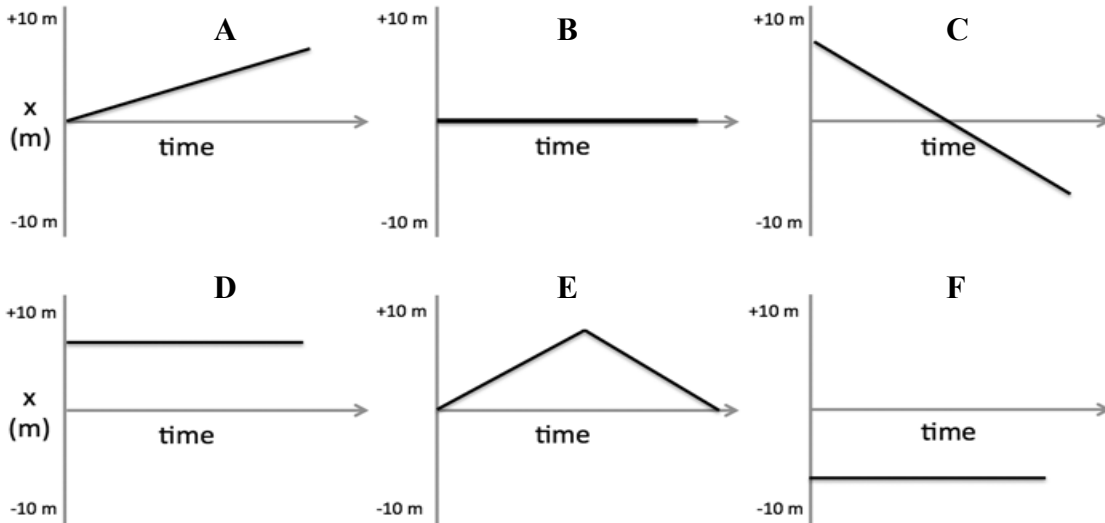 +10 m A
x
(m)
time
-10 m
+10 m B
time
-10 m
+10 m C
time
-10 m
D
+10 m
x
(m)
time
-10 m
E
+10 m
time
-10 m
F
+10 m
time
-10 m